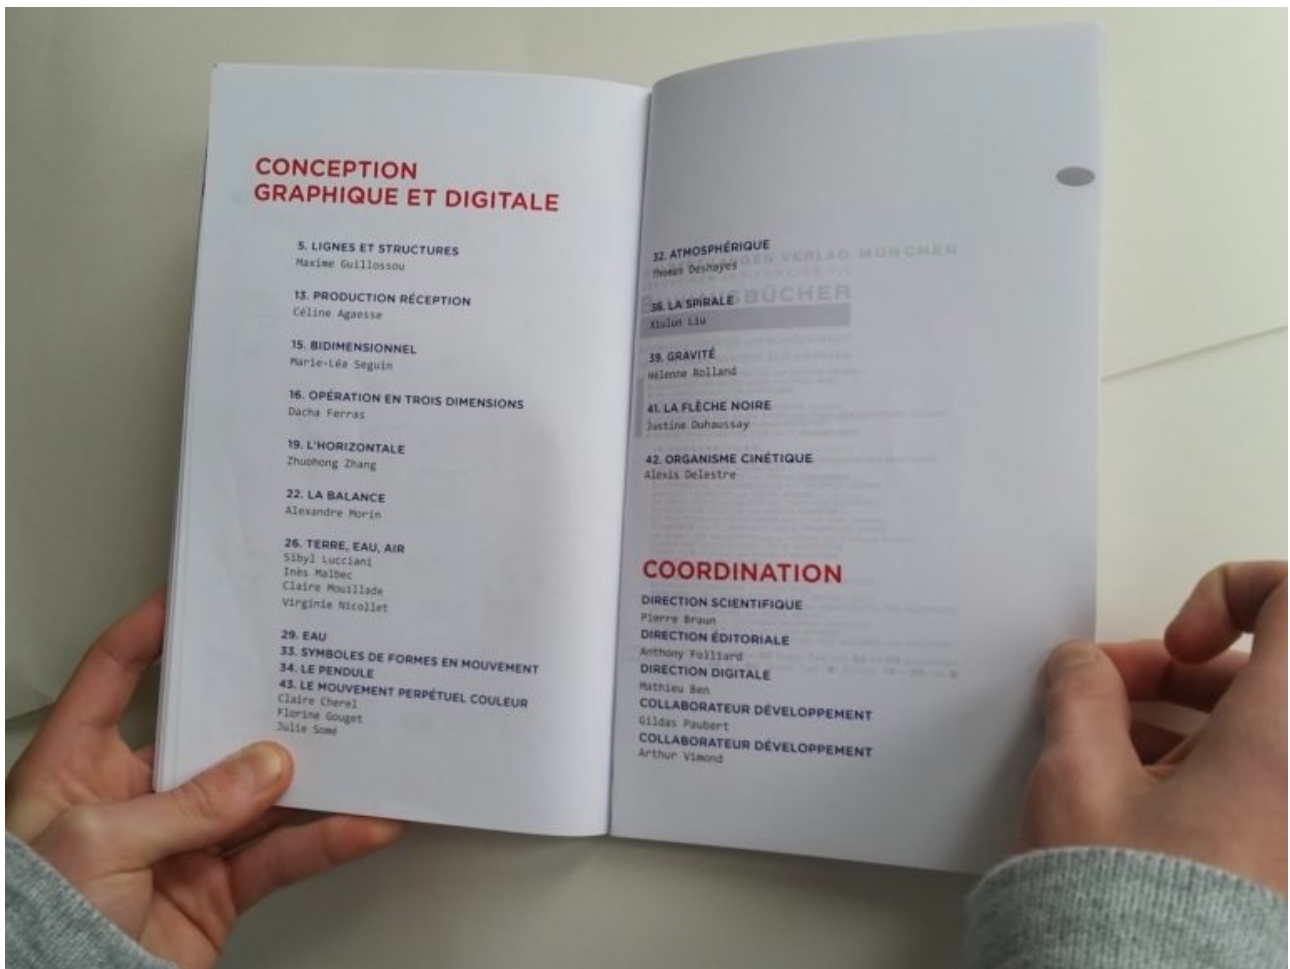 CONCEPTION
GRAPHIQUE ET DIGITALE
5. LIGNES ET STRUCTURES
Maxime Guillossou
13. PRODUCTION RÉCEPTION
Céline Agaesse
15. BIDIMENSIONNEL
Marie-Léa Seguin
16. OPÉRATION EN TROIS DIMENSIONS
Dacha Ferras
19. L'HORIZONTALE
Zhuohong Zhang
22. LA BALANCE
Alexandre Morin
26. TERRE, EAU, AIR
Sibyl Lucciani
Inès Malbec
Claire Mouillade
Virginie Nicollet
29. EAU
33. SYMBOLES DE FORMES EN MOUVEMENT
34. LE PENDULE
43. LE MOUVEMENT PERPÉTUEL COULEUR
Claire Cherel
Florine Gouget
Julie Somé
32. ATMOSPHÉRIQUE
Thomas Deshayes
VERLAG MÜNCHEN
BÜCHER
38. LA SPIRALE
Liu
39. GRAVITÉ
Hélenne Rolland
41. LA FLÈCHE NOIRE
Justine Duhaussay
42. ORGANISME CINÉTIQUE
Alexis Delestre
COORDINATION
DIRECTION SCIENTIFIQUE
Pierre Braun
DIRECTION ÉDITORIALE
Anthony Folliard
DIRECTION DIGITALE
Mathieu Ben
COLLABORATEUR DÉVELOPPEMENT
Gildas Paubert
COLLABORATEUR DÉVELOPPEMENT
Arthur Vimond